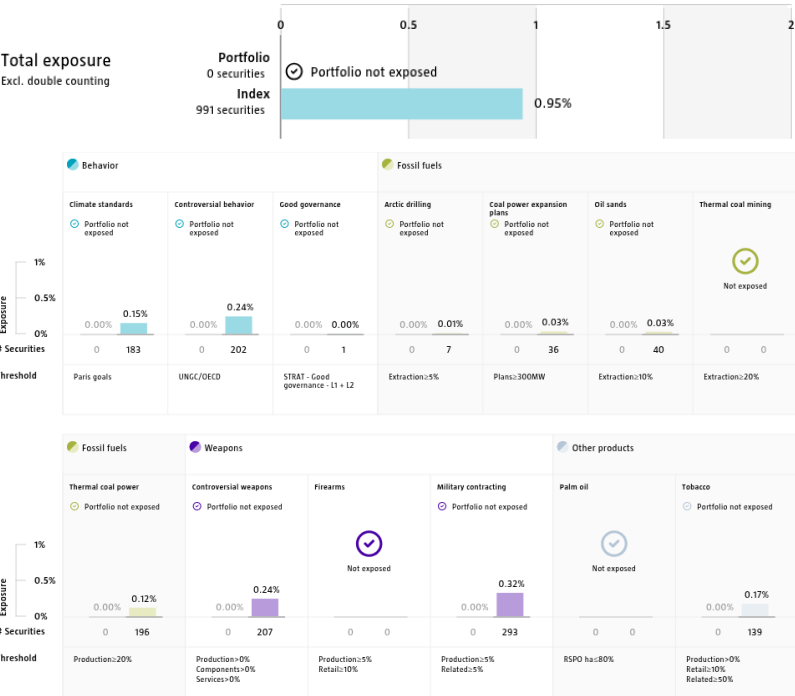 0 0.5 1 1.5 2
Total exposure
Excl. double counting
Portfolio
0 securities
Portfolio not exposed
Index
991 securities
0.95%
Behavior
Fossil fuels
Climate standards
Controversial behavior
Good governance
Arctic drilling
Coal power expansion
plans
Oil sands
Thermal coal mining
Portfolio not
exposed
Portfolio not
exposed
Portfolio not
exposed
Portfolio not
exposed
Portfolio not
exposed
Portfolio not
exposed
Not exposed
1%
0.5%
0%
Exposure
0.00% 0.15%
0.00% 0.24%
0.00% 0.00%
0.00% 0.01%
0.00% 0.03%
0.00% 0.03%
# Securities 0 183 0 202 0 1 0 7 0 36 0 40 0 0
hreshold
Paris goals
UNGC/OECD
STRAT - Good
governance - L1 + L2
Extraction≥5%
Plans≥300MW
Extraction≥10%
Extraction≥20%
Fossil fuels
Weapons
Other products
Thermal coal power
Controversial weapons
Firearms
Military contracting
Palm oil
Tobacco
Portfolio not exposed
Portfolio not exposed
Not exposed
Portfolio not exposed
Not exposed
Portfolio not exposed
1%
0.5%
0%
Exposure
0.00% 0.12%
0.00% 0.24%
0.00% 0.32%
0.00% 0.17%
# Securities 0 196 0 207 0 0 0 293 0 0 0 139
hreshold
Production≥20%
Production>0%
Components>0%
Services>0%
Production≥5%
Retail≥10%
Production≥5%
Related≥5%
RSPO ha≤80%
Production>0%
Retail≥10%
Related≥50%